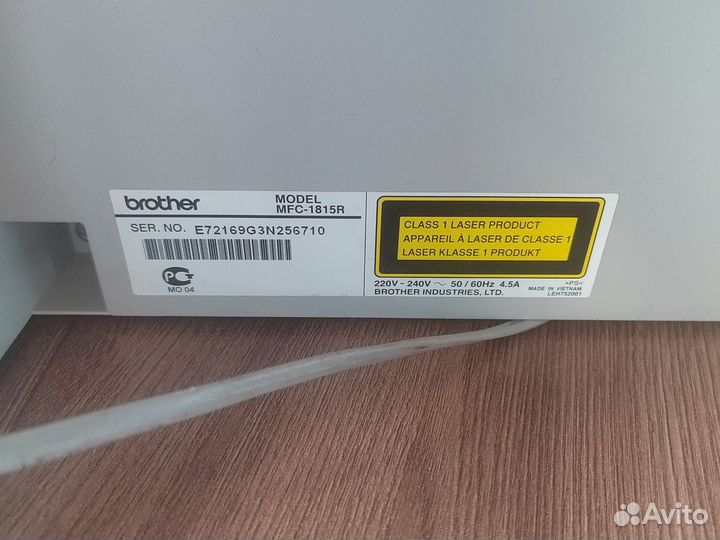 brother
MODEL
MFC-1815R
SER. NO. E72169G3N256710
MO 04
CLASS 1 LASER PRODUCT
APPAREIL À LASER DE CLASSE 1
LASER KLASSE 1 PRODUKT
220V - 240V ~ 50 / 60Hz 4.5A
BROTHER INDUSTRIES, LTD.
>PS<
MADE IN VIETNAM
LEH752001
Avito